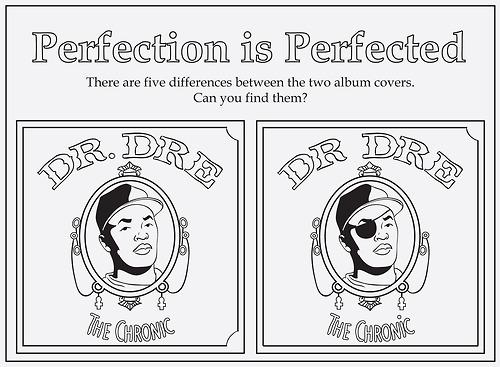 Perfection is Perfected
There are five differences between the two album covers.
Can you find them?
DR. DRE
DR DRE
THE CHRONIC
THE CHRONiC